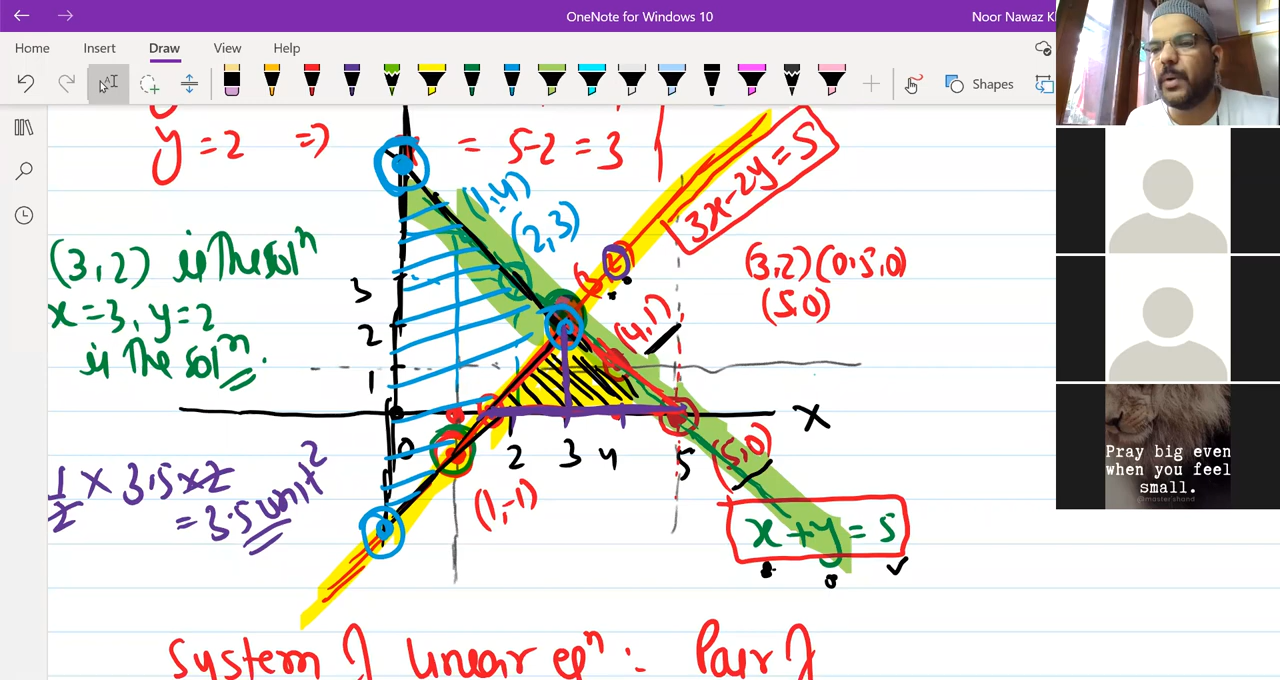 OneNote for Windows 10
Noor Nawaz K
Home Insert Draw View Help
Shapes
y = 2 => = 5-2 = 3
3x-2y=5
(1,4)
(2,3)
(3,2) is the solⁿ
x=3, y=2
is the solⁿ.
(3,2) (0.5,0)
(5,0)
(4,1)
3
2
1
0 2 3 4 5 X
(5,0)
(1,-1)
1/2 × 3.5 × 2
= 3.5 unit²
x+y=5
System of linear eqⁿ : Pair of
Pray big even
when you feel
small.